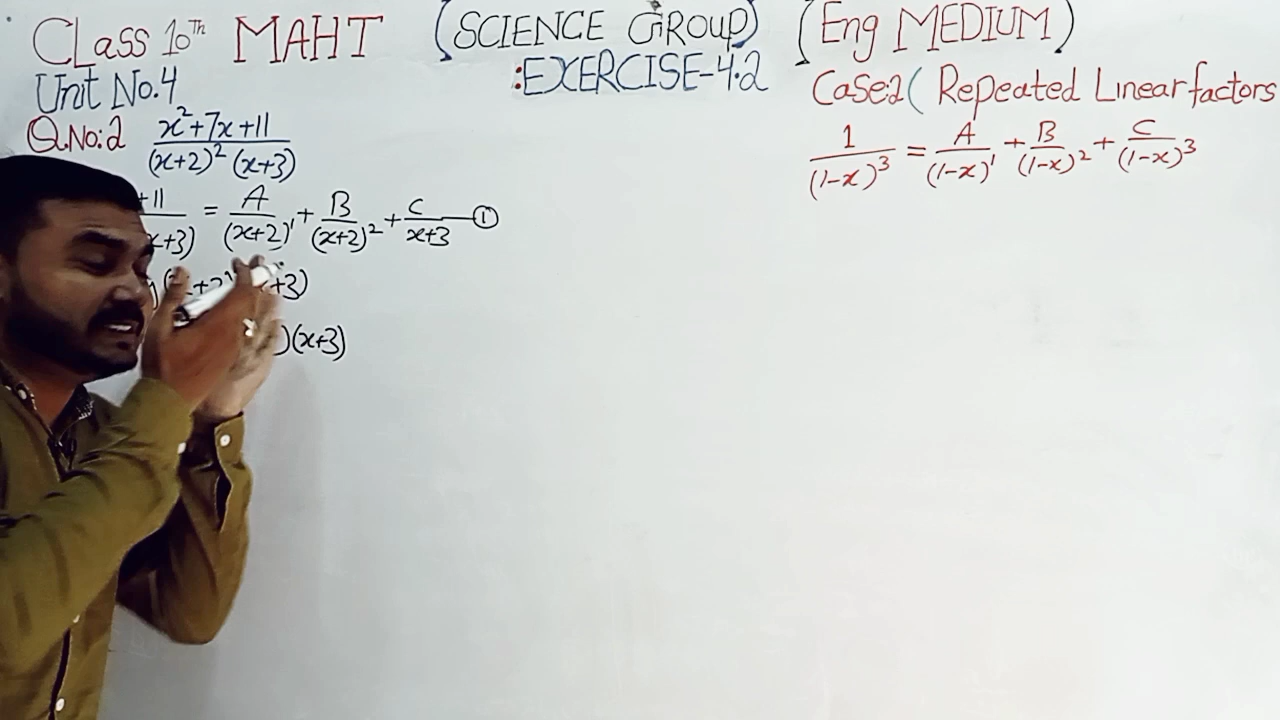 CLass 10th MAHT (SCIENCE GROUP) (Eng MEDIUM)
Unit No.4 :EXERCISE-4.2 Case:2( Repeated Linear factors
Q.No:2 x²+7x+11/(x+2)²(x+3)
1/(1-x)³ = A/(1-x)¹ + B/(1-x)² + C/(1-x)³
+11/x+3) = A/(x+2)¹ + B/(x+2)² + C/x+3 —①
+3)
)(x+3)